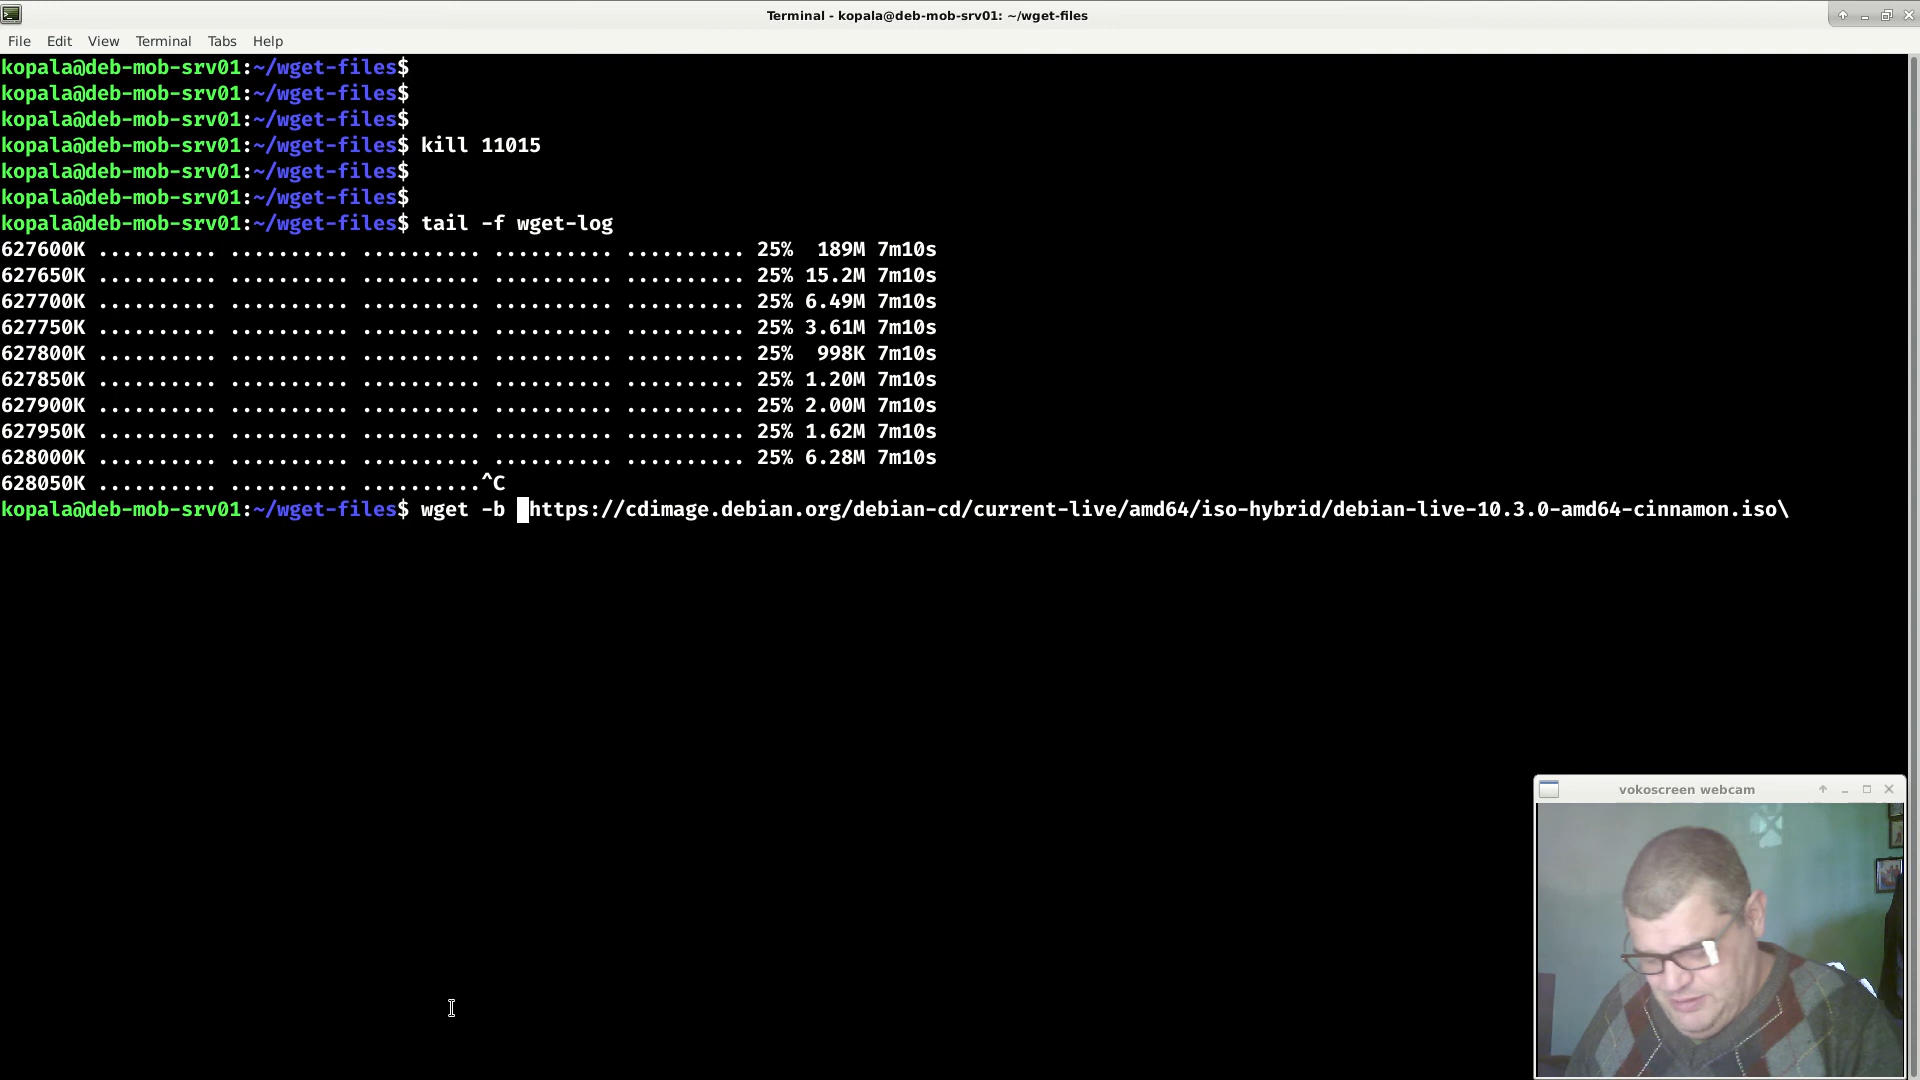 Terminal - kopala@deb-mob-srv01: ~/wget-files
File Edit View Terminal Tabs Help
kopala@deb-mob-srv01:~/wget-files$
kopala@deb-mob-srv01:~/wget-files$
kopala@deb-mob-srv01:~/wget-files$
kopala@deb-mob-srv01:~/wget-files$ kill 11015
kopala@deb-mob-srv01:~/wget-files$
kopala@deb-mob-srv01:~/wget-files$
kopala@deb-mob-srv01:~/wget-files$ tail -f wget-log
627600K .......... .......... .......... .......... .......... 25%  189M 7m10s
627650K .......... .......... .......... .......... .......... 25% 15.2M 7m10s
627700K .......... .......... .......... .......... .......... 25% 6.49M 7m10s
627750K .......... .......... .......... .......... .......... 25% 3.61M 7m10s
627800K .......... .......... .......... .......... .......... 25%  998K 7m10s
627850K .......... .......... .......... .......... .......... 25% 1.20M 7m10s
627900K .......... .......... .......... .......... .......... 25% 2.00M 7m10s
627950K .......... .......... .......... .......... .......... 25% 1.62M 7m10s
628000K .......... .......... .......... .......... .......... 25% 6.28M 7m10s
628050K .......... .......... ..........^C
kopala@deb-mob-srv01:~/wget-files$ wget -b https://cdimage.debian.org/debian-cd/current-live/amd64/iso-hybrid/debian-live-10.3.0-amd64-cinnamon.iso\
vokoscreen webcam